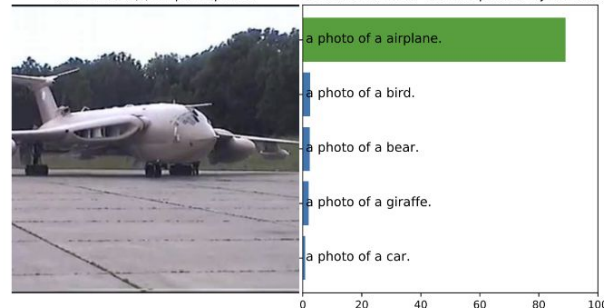 a photo of a airplane.
a photo of a bird.
a photo of a bear.
a photo of a giraffe.
a photo of a car.
0 20 40 60 80 100